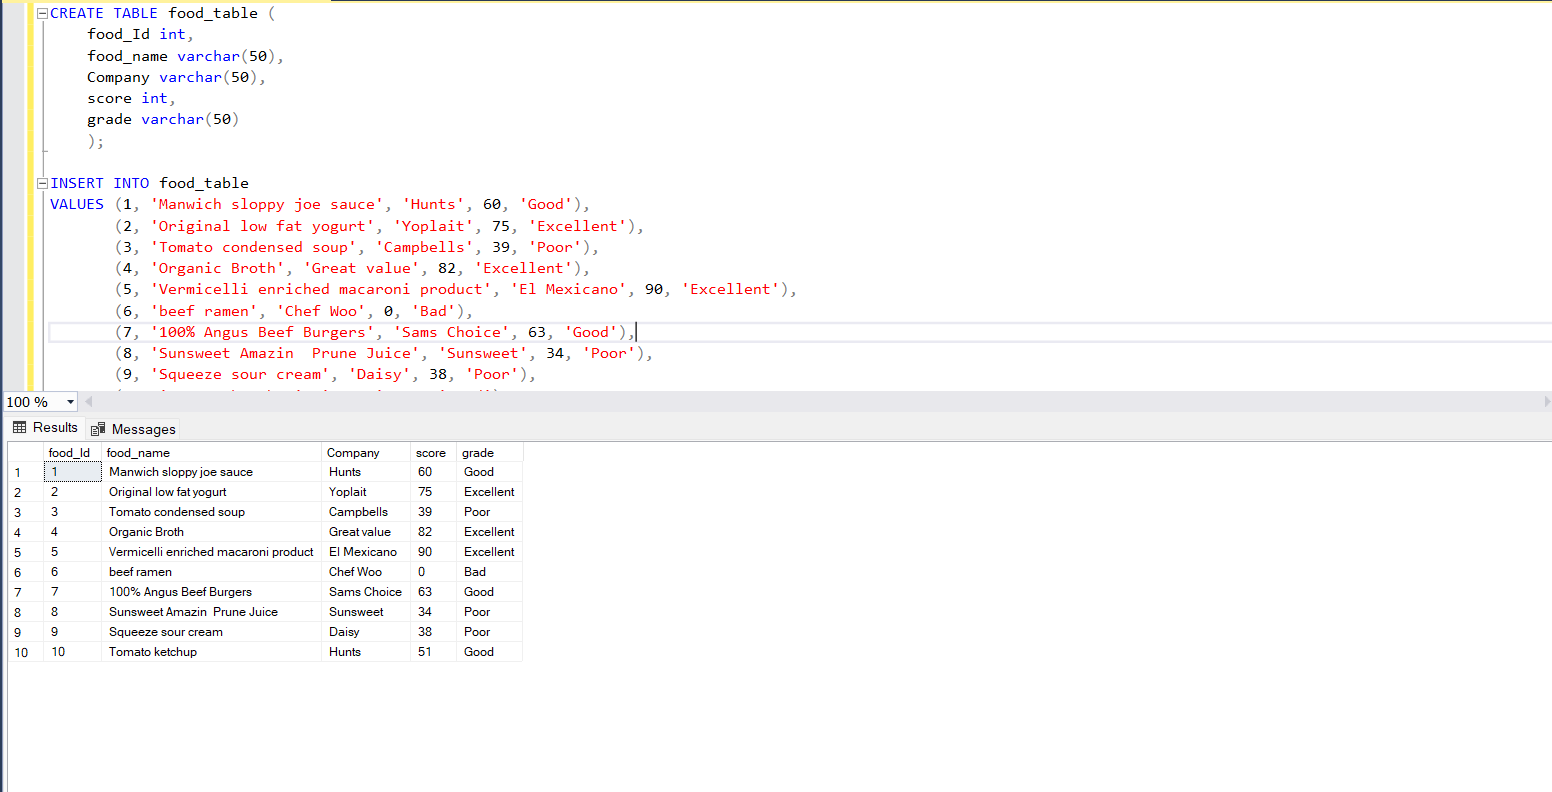 CREATE TABLE food_table (
food_Id int,
food_name varchar(50),
Company varchar(50),
score int,
grade varchar(50)
);
INSERT INTO food_table
VALUES (1, 'Manwich sloppy joe sauce', 'Hunts', 60, 'Good'),
(2, 'Original low fat yogurt', 'Yoplait', 75, 'Excellent'),
(3, 'Tomato condensed soup', 'Campbells', 39, 'Poor'),
(4, 'Organic Broth', 'Great value', 82, 'Excellent'),
(5, 'Vermicelli enriched macaroni product', 'El Mexicano', 90, 'Excellent'),
(6, 'beef ramen', 'Chef Woo', 0, 'Bad'),
(7, '100% Angus Beef Burgers', 'Sams Choice', 63, 'Good'),
(8, 'Sunsweet Amazin  Prune Juice', 'Sunsweet', 34, 'Poor'),
(9, 'Squeeze sour cream', 'Daisy', 38, 'Poor'),
100 %
Results Messages
food_Id food_name Company score grade
1 1 Manwich sloppy joe sauce Hunts 60 Good
2 2 Original low fat yogurt Yoplait 75 Excellent
3 3 Tomato condensed soup Campbells 39 Poor
4 4 Organic Broth Great value 82 Excellent
5 5 Vermicelli enriched macaroni product El Mexicano 90 Excellent
6 6 beef ramen Chef Woo 0 Bad
7 7 100% Angus Beef Burgers Sams Choice 63 Good
8 8 Sunsweet Amazin  Prune Juice Sunsweet 34 Poor
9 9 Squeeze sour cream Daisy 38 Poor
10 10 Tomato ketchup Hunts 51 Good